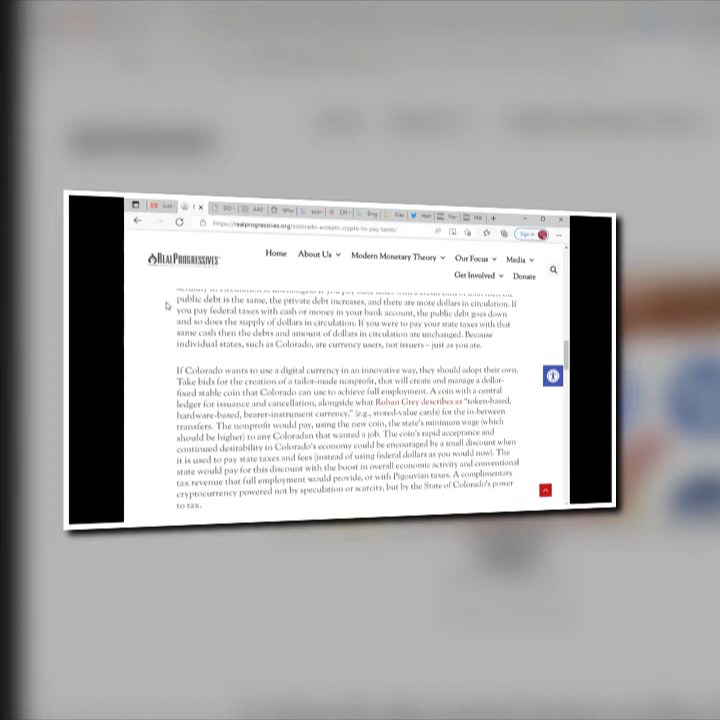 https://realprogressives.org/colorado-accepts-crypto-to-pay-taxes/
Sign in
REALPROGRESSIVES
Home About Us Modern Monetary Theory Our Focus Media
Get Involved Donate
public debt is the same, the private debt increases, and there are more dollars in circulation. If
you pay federal taxes with cash or money in your bank account, the public debt goes down
and so does the supply of dollars in circulation. If you were to pay your state taxes with that
same cash then the debts and amount of dollars in circulation are unchanged. Because
individual states, such as Colorado, are currency users, not issuers – just as you are.
If Colorado wants to use a digital currency in an innovative way, they should adopt their own.
Take bids for the creation of a tailor-made nonprofit, that will create and manage a dollar-
fixed stable coin that Colorado can use to achieve full employment. A coin with a central
ledger for issuance and cancellation, alongside what Rohan Grey describes as "token-based,
hardware-based, bearer-instrument currency," (e.g., stored-value cards) for the in-between
transfers. The nonprofit would pay, using the new coin, the state's minimum wage (which
should be higher) to any Coloradan that wanted a job. The coin's rapid acceptance and
continued desirability in Colorado's economy could be encouraged by a small discount when
it is used to pay state taxes and fees (instead of using federal dollars as you would now). The
state would pay for this discount with the boost in overall economic activity and conventional
tax revenue that full employment would provide, or with Pigouvian taxes. A complimentary
cryptocurrency powered not by speculation or scarcity, but by the State of Colorado's power
to tax.